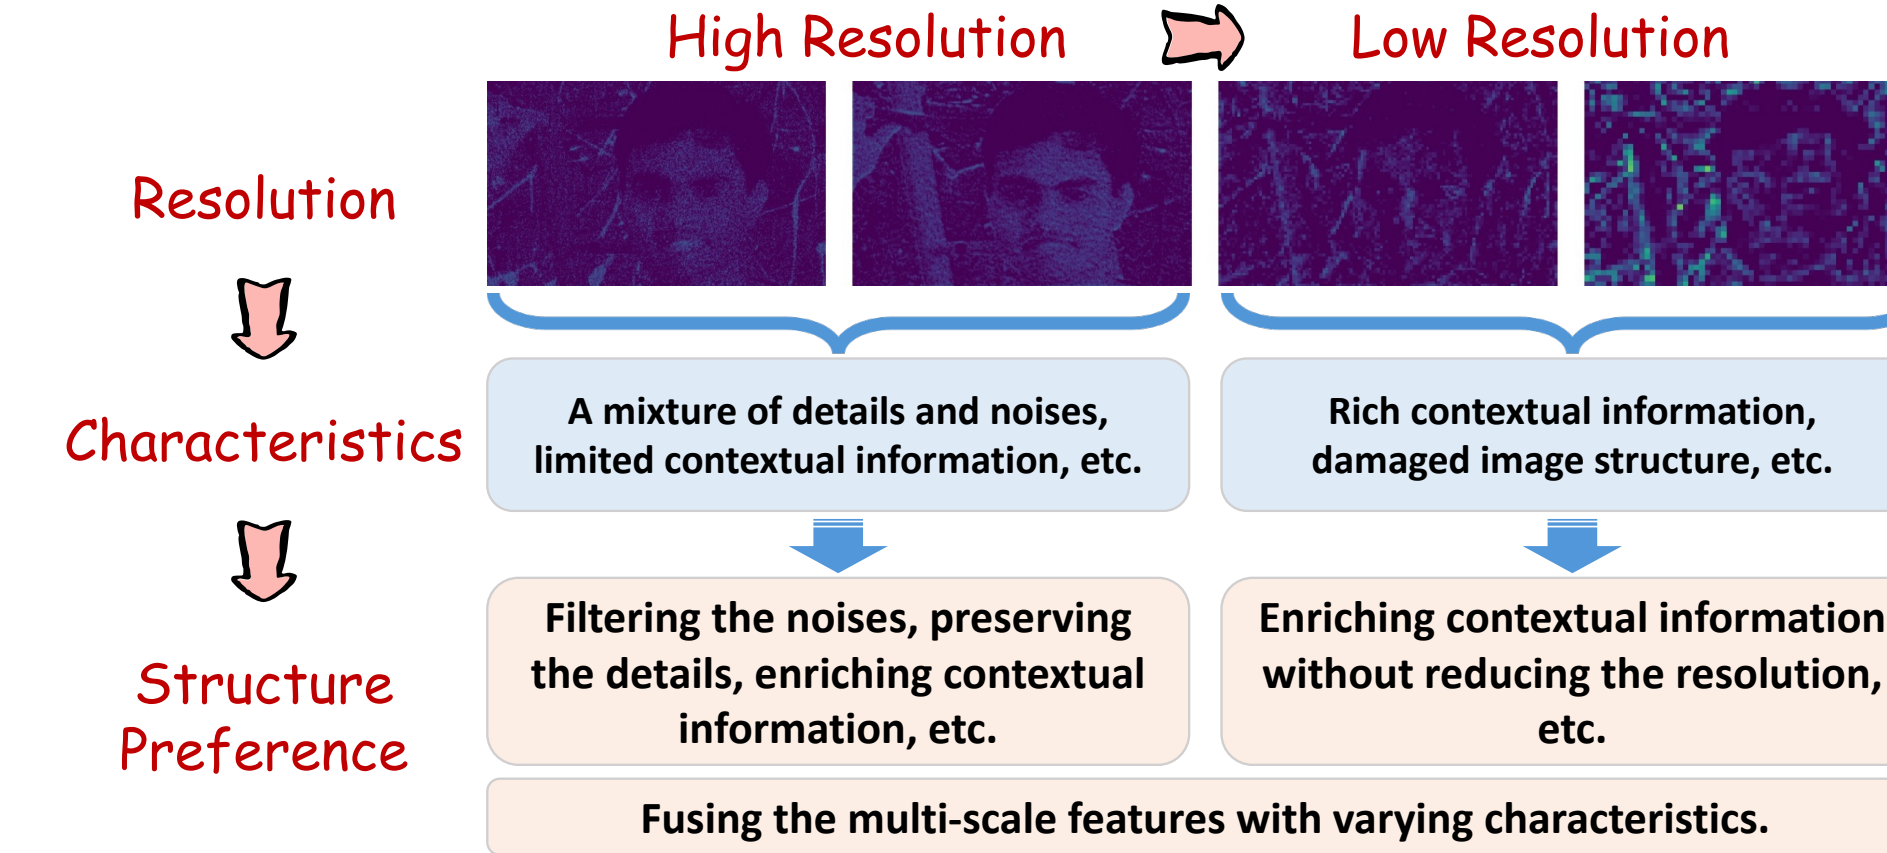 High Resolution
Low Resolution
Resolution
Characteristics
A mixture of details and noises,
limited contextual information, etc.
Rich contextual information,
damaged image structure, etc.
Structure
Preference
Filtering the noises, preserving
the details, enriching contextual
information, etc.
Enriching contextual information
without reducing the resolution,
etc.
Fusing the multi-scale features with varying characteristics.